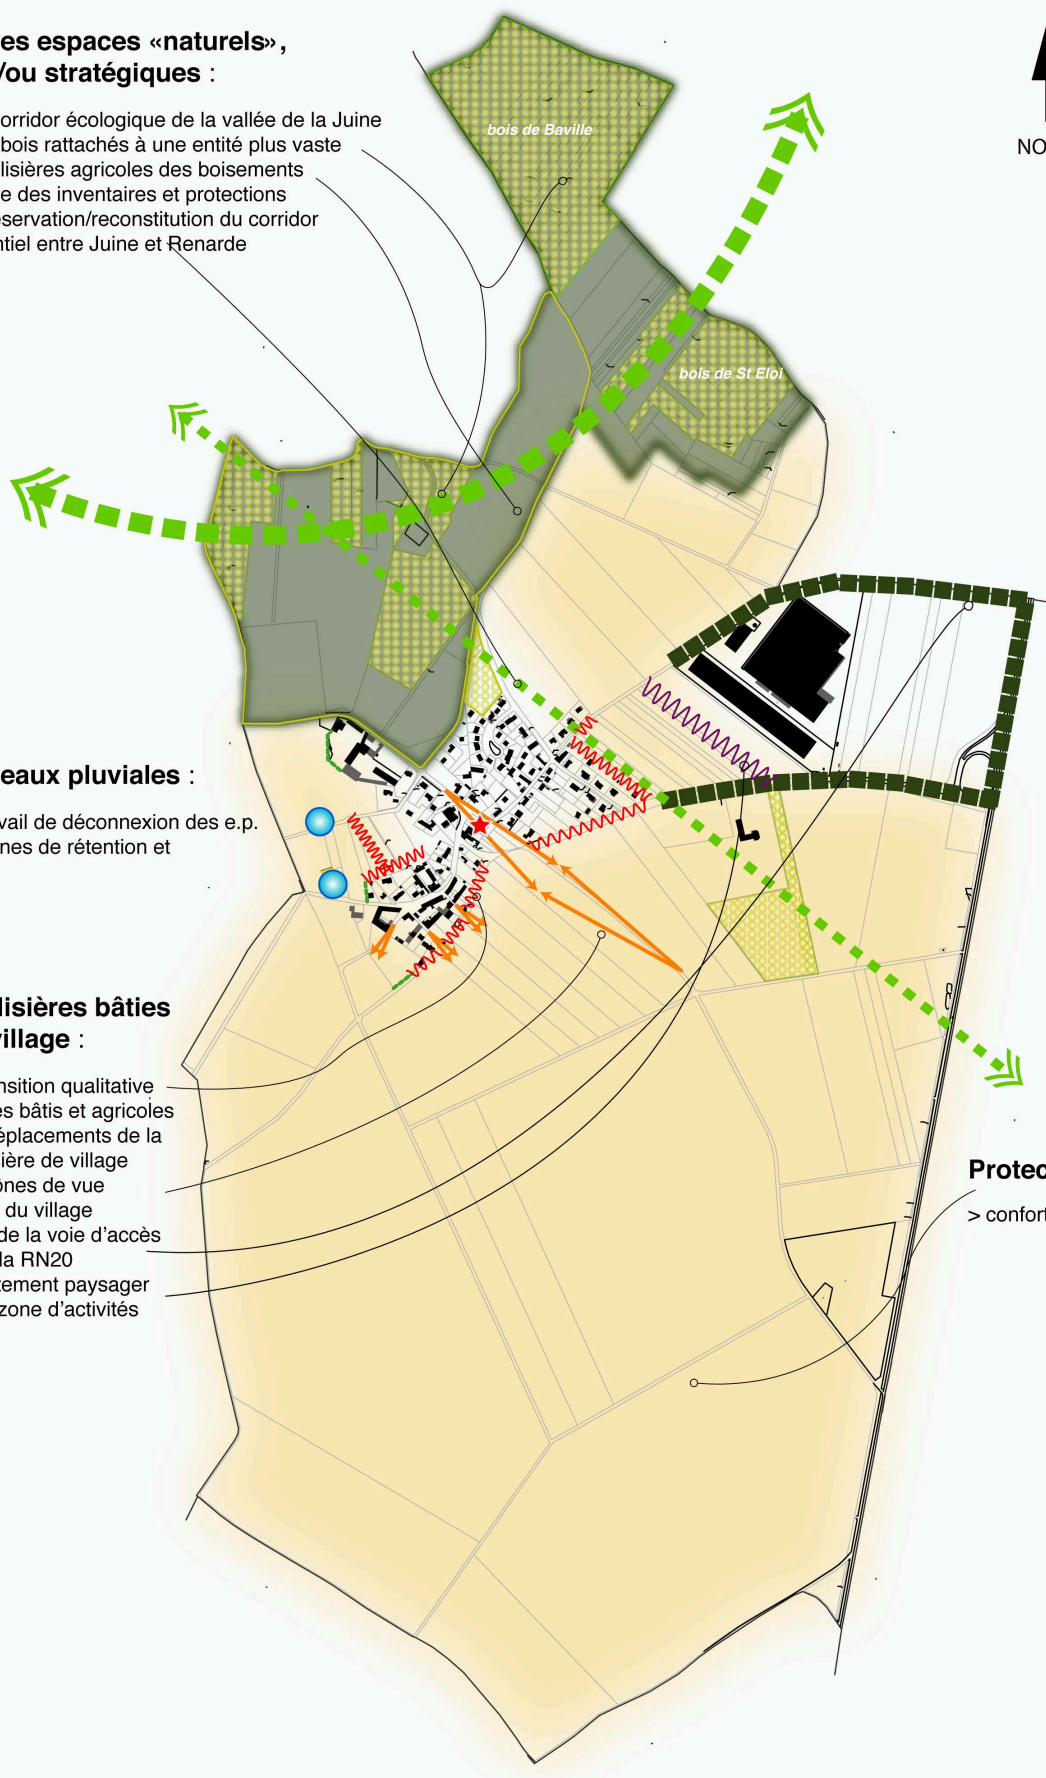 es espaces «naturels»,
/ou stratégiques :
orridor écologique de la vallée de la Juine
bois rattachés à une entité plus vaste
lisières agricoles des boisements
e des inventaires et protections
servation/reconstitution du corridor
ntiel entre Juine et Renarde
bois de Baville
NO
bois de St Eloi
eaux pluviales :
vail de déconnexion des e.p.
nes de rétention et
lisières bâties
village :
nsition qualitative
es bâtis et agricoles
éplacements de la
sière de village
ônes de vue
du village
de la voie d'accès
la RN20
tement paysager
zone d'activités
Protec
> confort